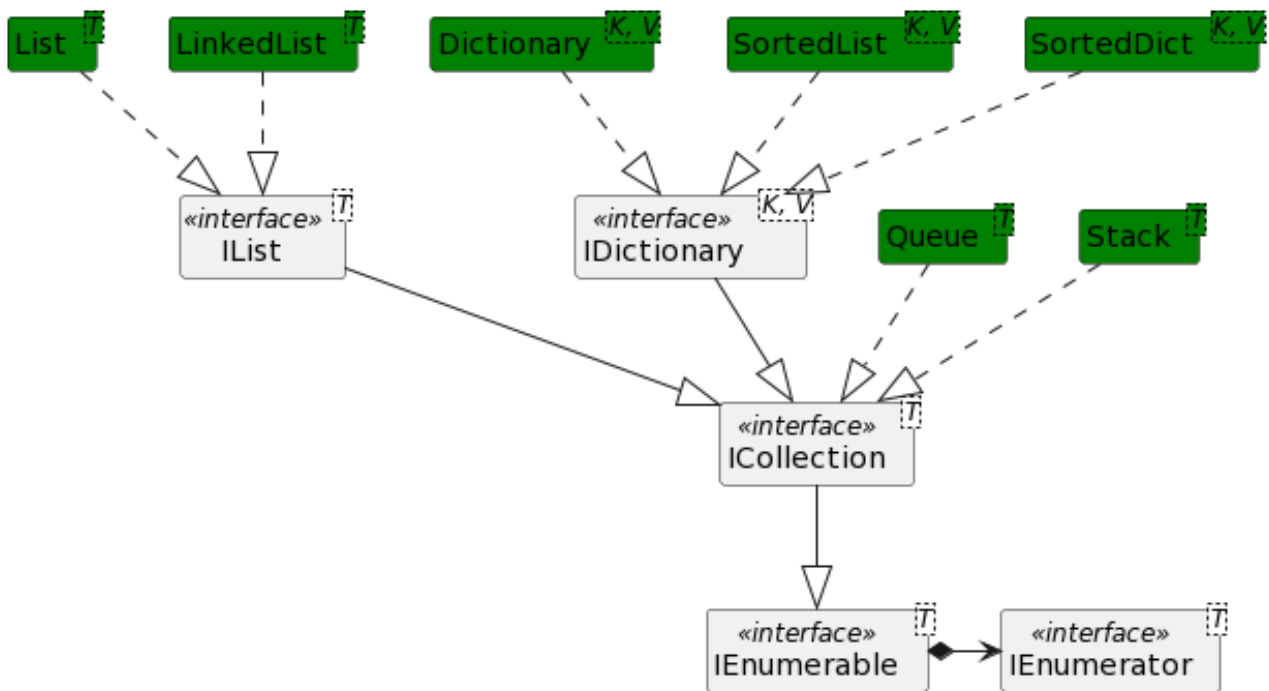 List T
LinkedList T
Dictionary K, V
SortedList K, V
SortedDict K, V
«interface» T
IList
«interface» K, V
IDictionary
Queue T
Stack T
«interface» T
ICollection
«interface» T
IEnumerable
«interface» T
IEnumerator